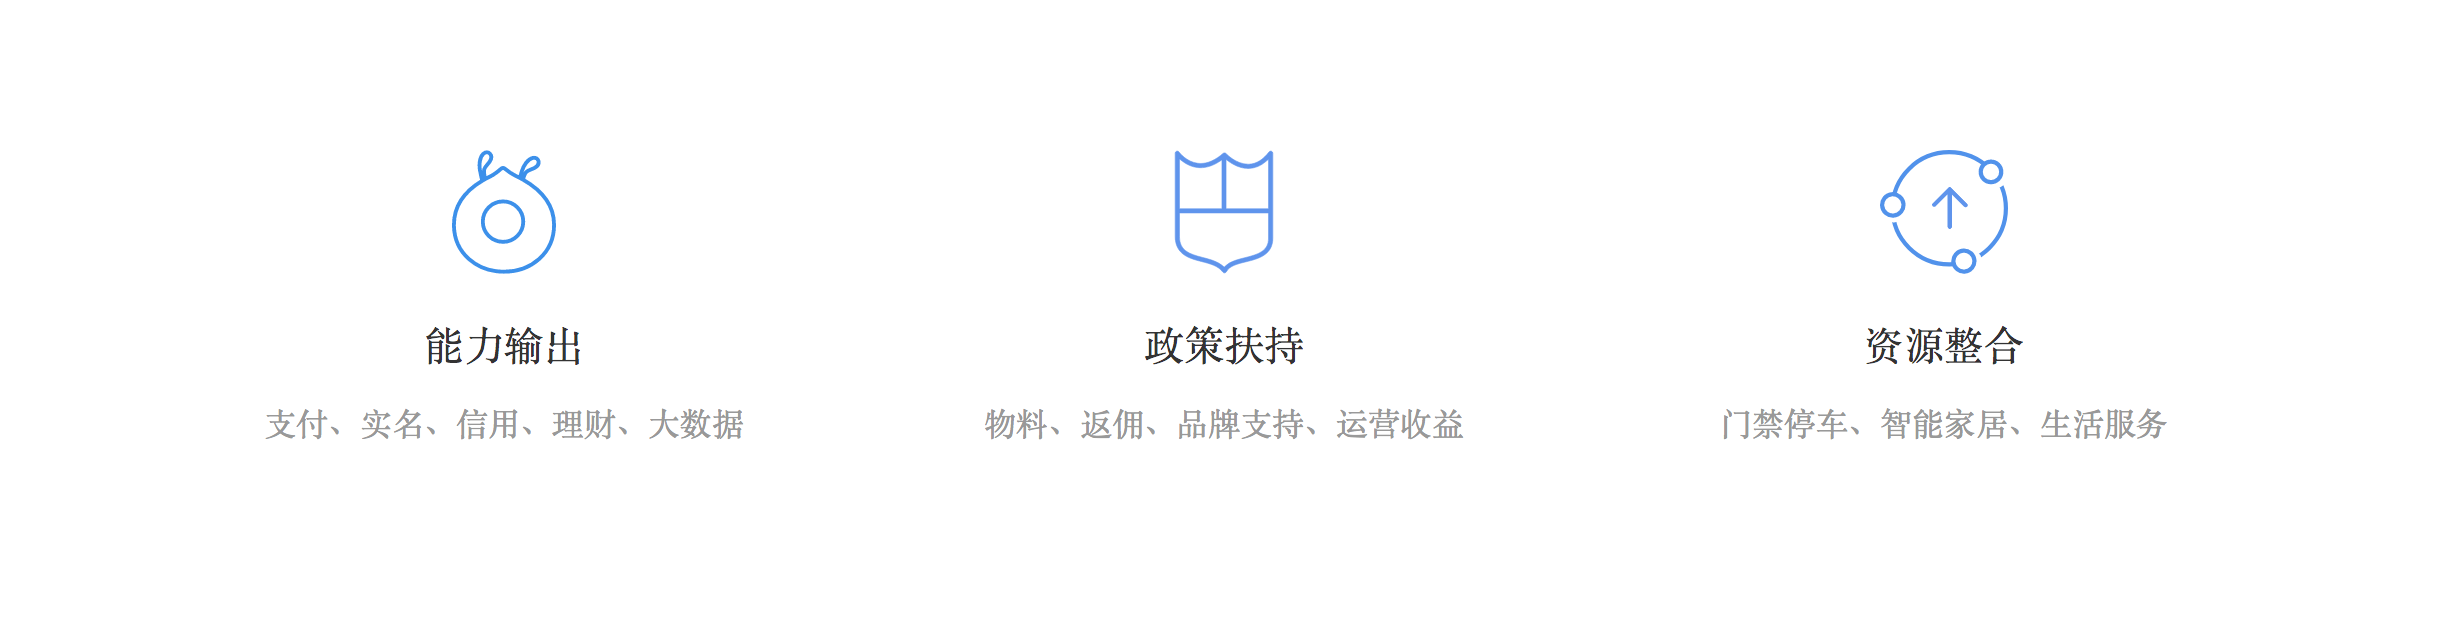 能力输出
支付、实名、信用、理财、大数据
政策扶持
物料、返佣、品牌支持、运营收益
资源整合
门禁停车、智能家居、生活服务